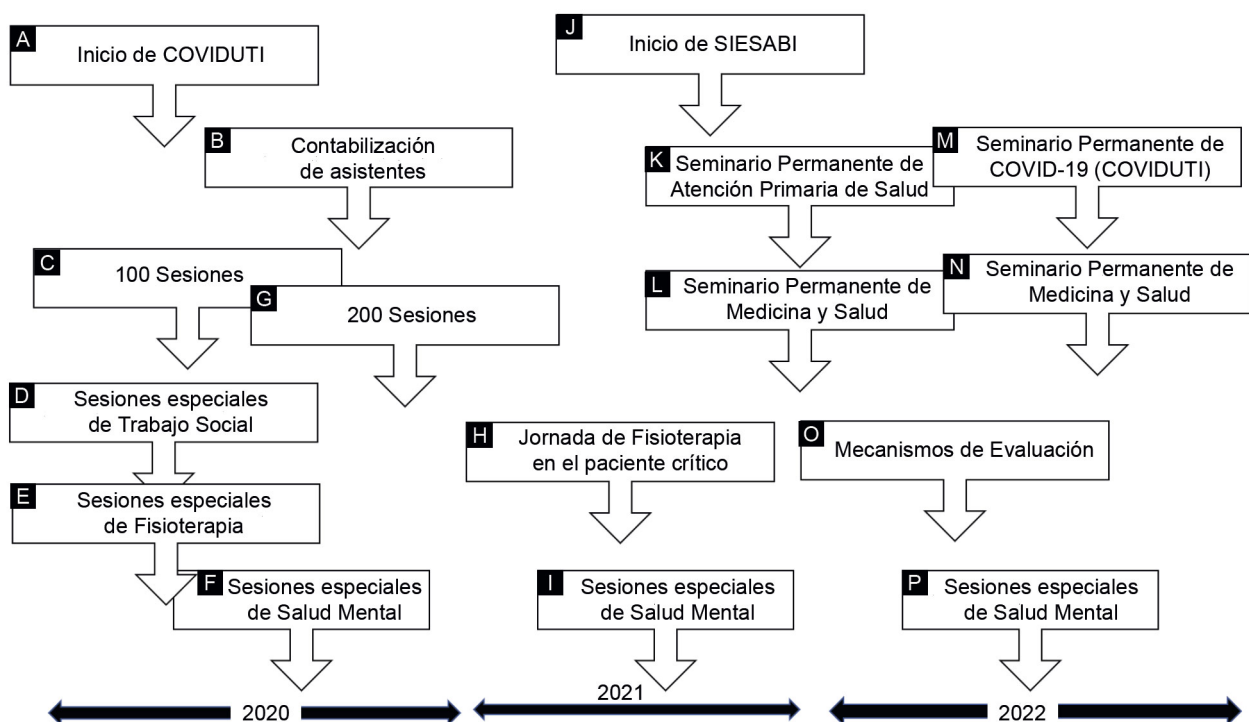 A
Inicio de COVIDUTI
B
Contabilización
de asistentes
C
100 Sesiones
G
200 Sesiones
D
Sesiones especiales
de Trabajo Social
E
Sesiones especiales
de Fisioterapia
F
Sesiones especiales
de Salud Mental
J
Inicio de SIESABI
K
Seminario Permanente de
Atención Primaria de Salud
L
Seminario Permanente de
Medicina y Salud
M
Seminario Permanente de
COVID-19 (COVIDUTI)
N
Seminario Permanente de
Medicina y Salud
H
Jornada de Fisioterapia
en el paciente crítico
O
Mecanismos de Evaluación
I
Sesiones especiales
de Salud Mental
P
Sesiones especiales
de Salud Mental
2020
2021
2022